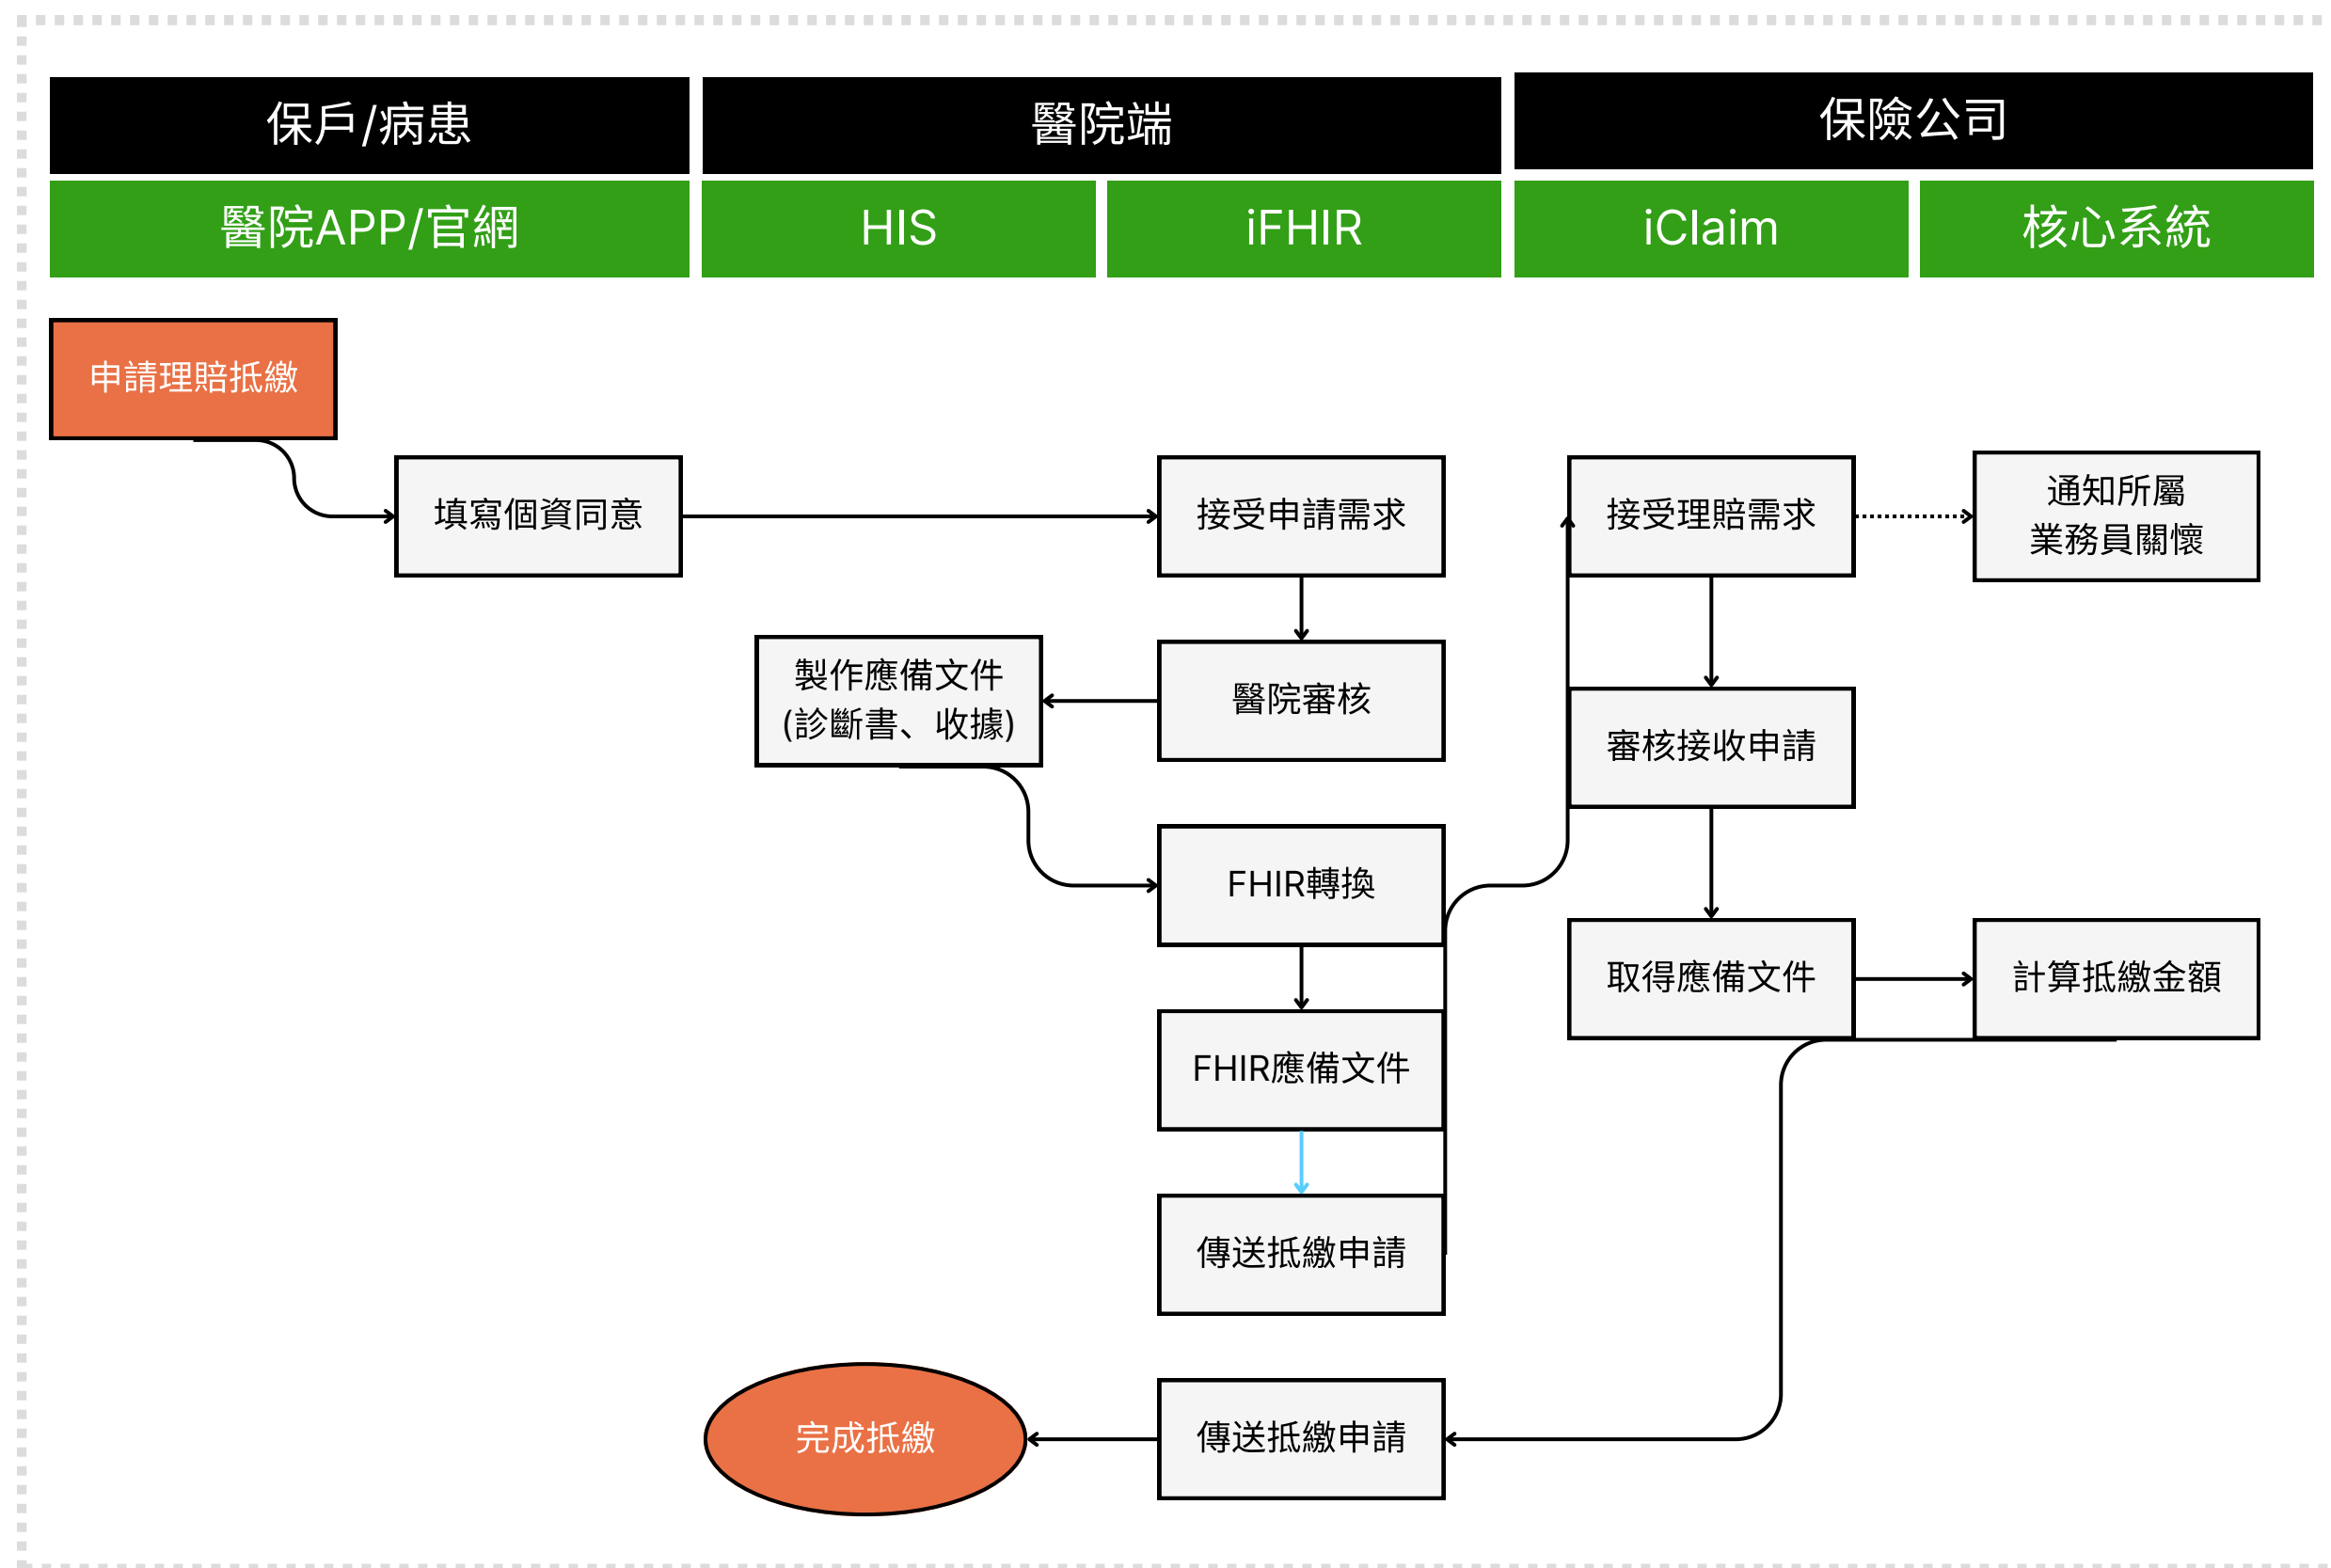 保戶/病患
醫院端
保險公司
醫院APP/官網
HIS
iFHIR
iClaim
核心系統
申請理賠抵繳
填寫個資同意
接受申請需求
接受理賠需求
通知所屬
業務員關懷
製作應備文件
(診斷書、收據)
醫院審核
審核接收申請
FHIR轉換
取得應備文件
計算抵繳金額
FHIR應備文件
傳送抵繳申請
完成抵繳
傳送抵繳申請